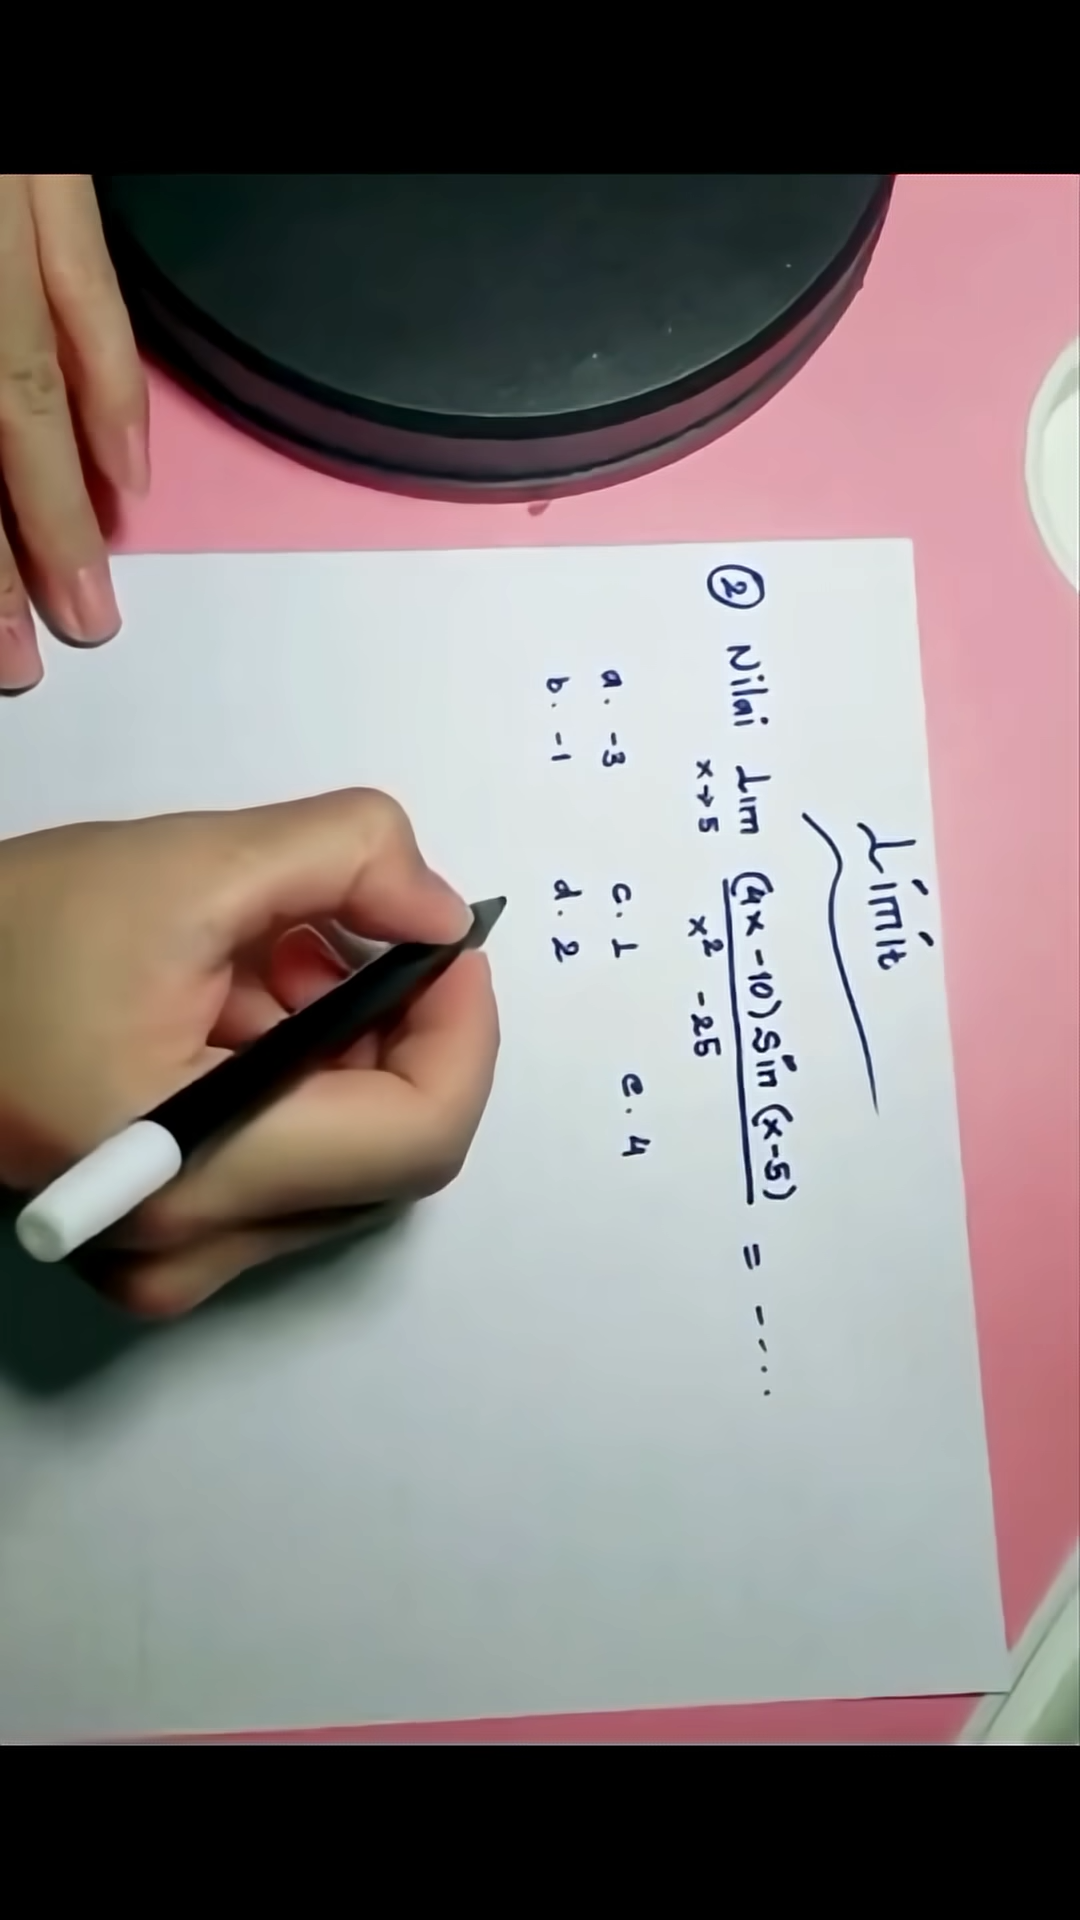 Limit
② Nilai Lim (4x - 10) Sin (x-5) = ....
x→5 x² - 25
a. -3 c. 1 e. 4
b. -1 d. 2